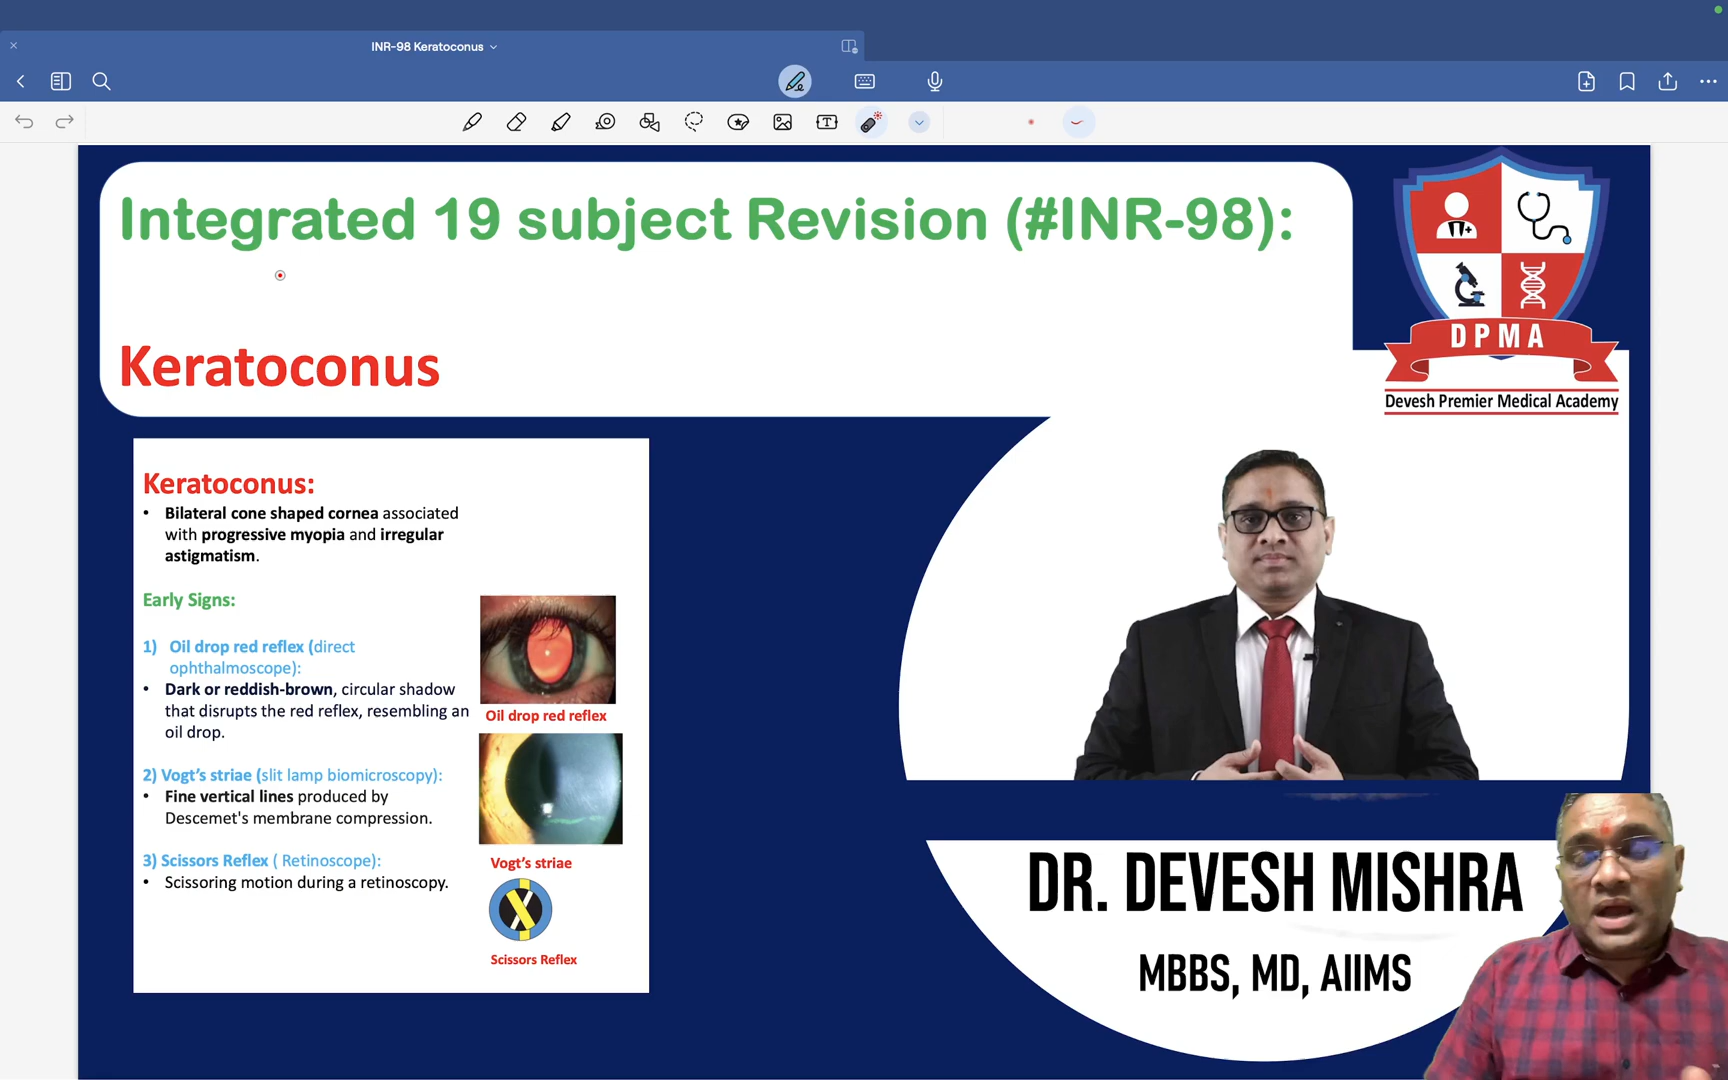 INR-98 Keratoconus
Integrated 19 subject Revision (#INR-98):
Keratoconus
DPMA
Devesh Premier Medical Academy
Keratoconus:
• Bilateral cone shaped cornea associated
with progressive myopia and irregular
astigmatism.
Early Signs:
1) Oil drop red reflex (direct
ophthalmoscope):
• Dark or reddish-brown, circular shadow
that disrupts the red reflex, resembling an
oil drop.
Oil drop red reflex
2) Vogt's striae (slit lamp biomicroscopy):
• Fine vertical lines produced by
Descemet's membrane compression.
Vogt's striae
3) Scissors Reflex ( Retinoscope):
• Scissoring motion during a retinoscopy.
Scissors Reflex
DR. DEVESH MISHRA
MBBS, MD, AIIMS